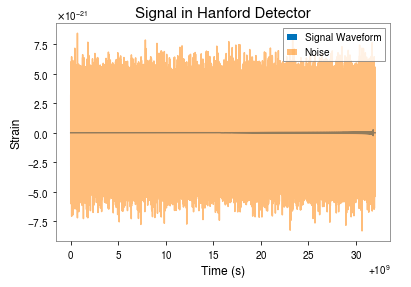 Signal in Hanford Detector
×10⁻²¹
7.5
5.0
2.5
0.0
−2.5
−5.0
−7.5
Strain
Signal Waveform
Noise
0 5 10 15 20 25 30
Time (s)
+10⁹